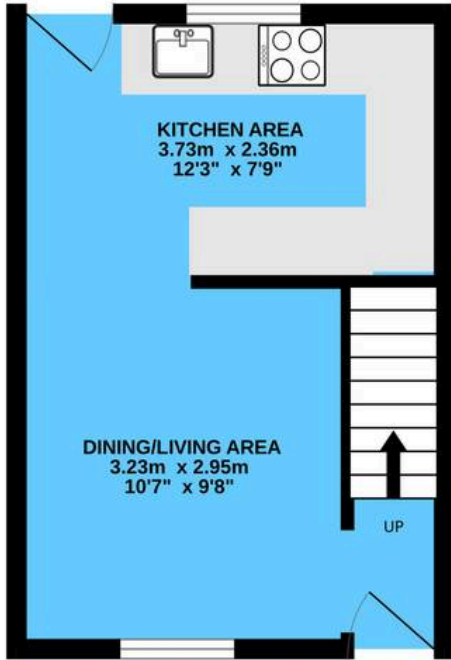 KITCHEN AREA
3.73m x 2.36m
12'3" x 7'9"
DINING/LIVING AREA
3.23m x 2.95m
10'7" x 9'8"
UP